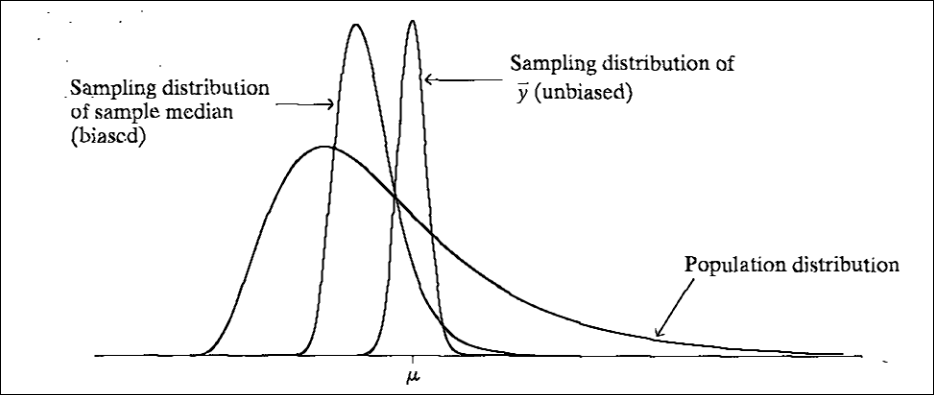 Sampling distribution
of sample median
(biased)
Sampling distribution of
ȳ (unbiased)
Population distribution
μ